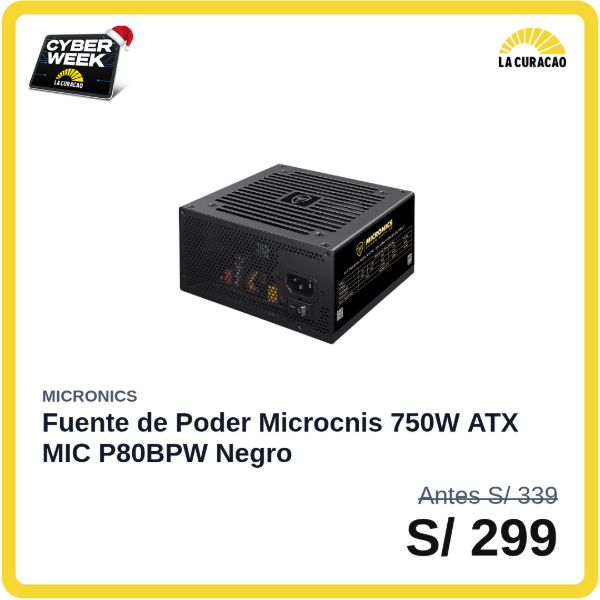 CYBER
WEEK
LA CURACAO
LA CURACAO
MICRONICS
MICRONICS
Fuente de Poder Microcnis 750W ATX
MIC P80BPW Negro
Antes S/ 339
S/ 299